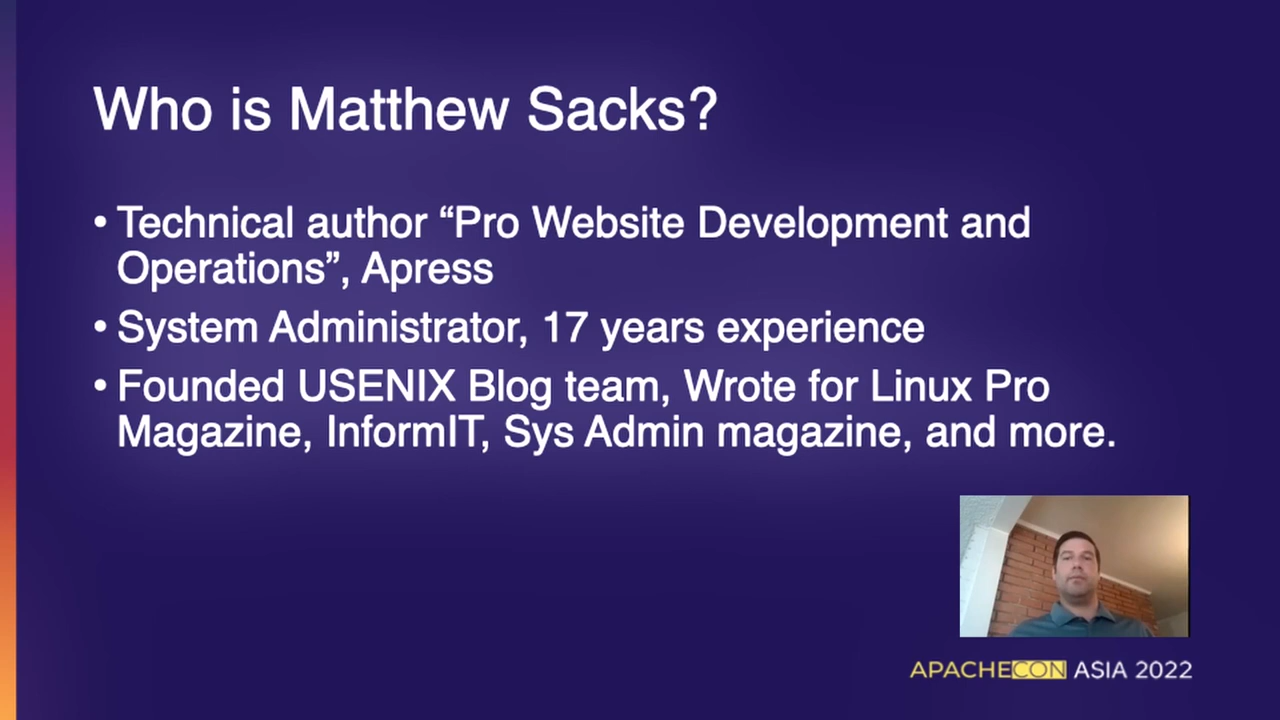 Who is Matthew Sacks?
• Technical author “Pro Website Development and
Operations”, Apress
• System Administrator, 17 years experience
• Founded USENIX Blog team, Wrote for Linux Pro
Magazine, InformIT, Sys Admin magazine, and more.
APACHECON ASIA 2022